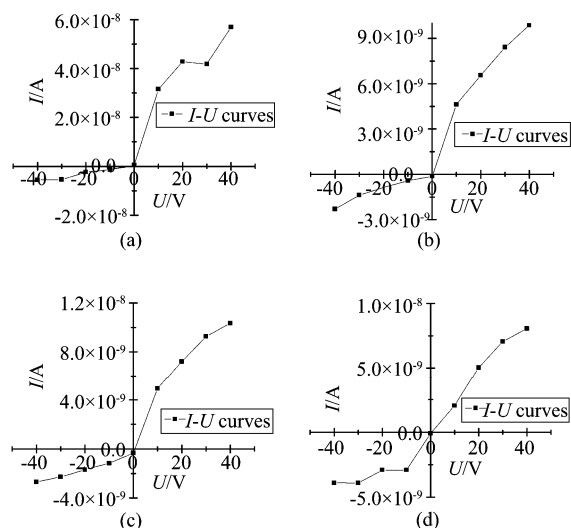 6.0×10⁻⁸
4.0×10⁻⁸
2.0×10⁻⁸
0.0
-2.0×10⁻⁸
I/A
I-U curves
-40 -20 0 20 40
U/V
(a)
9.0×10⁻⁹
6.0×10⁻⁹
3.0×10⁻⁹
0.0
-3.0×10⁻⁹
I/A
I-U curves
-40 -20 0 20 40
U/V
(b)
1.2×10⁻⁸
8.0×10⁻⁹
4.0×10⁻⁹
0.0
-4.0×10⁻⁹
I/A
I-U curves
-40 -20 0 20 40
U/V
(c)
1.0×10⁻⁸
5.0×10⁻⁹
0.0
-5.0×10⁻⁹
I/A
I-U curves
-40 -20 0 20 40
U/V
(d)